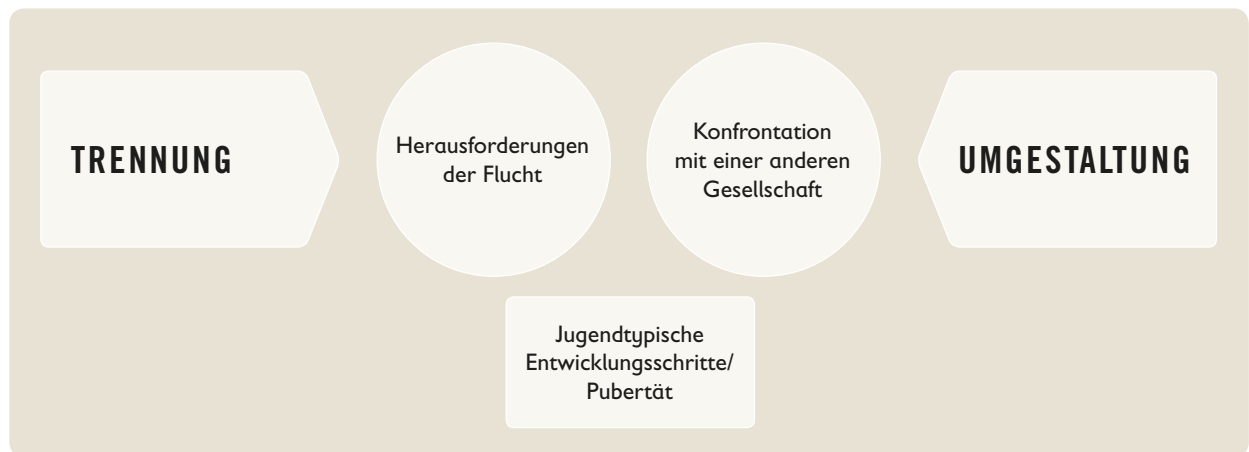 TRENNUNG
Herausforderungen
der Flucht
Konfrontation
mit einer anderen
Gesellschaft
UMGESTALTUNG
Jugendtypische
Entwicklungsschritte/
Pubertät